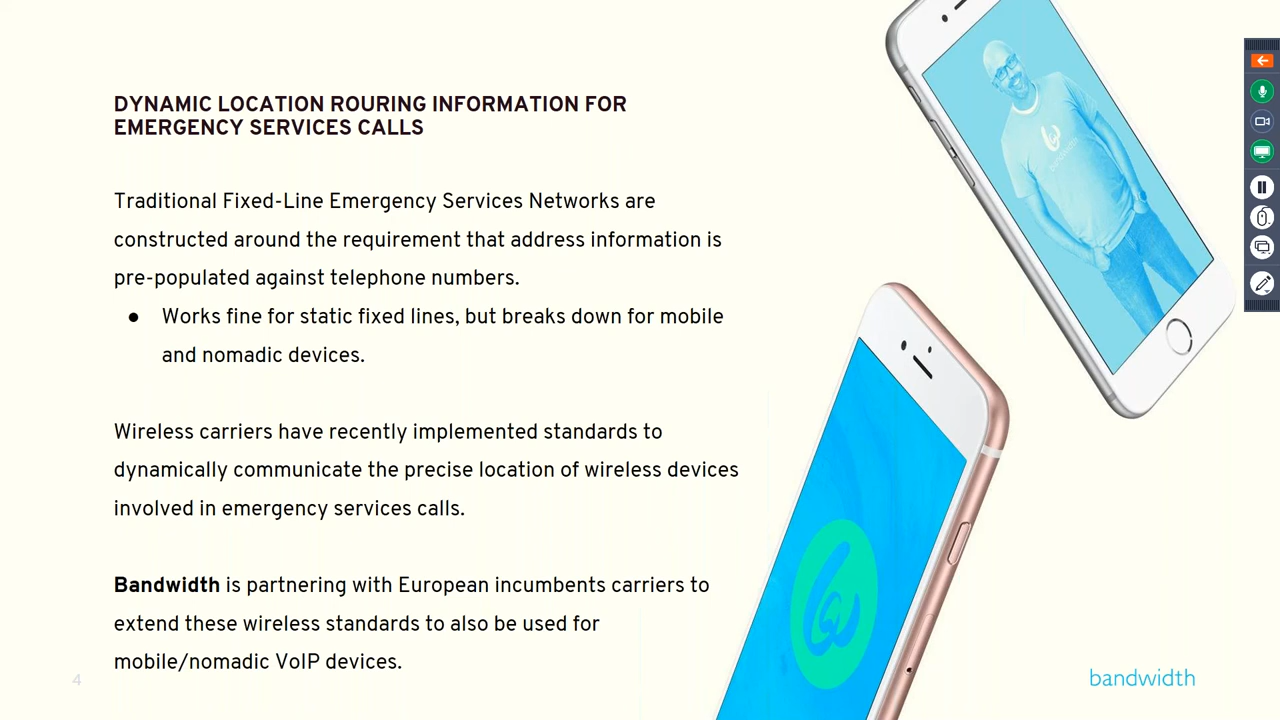 DYNAMIC LOCATION ROURING INFORMATION FOR
EMERGENCY SERVICES CALLS
Traditional Fixed-Line Emergency Services Networks are
constructed around the requirement that address information is
pre-populated against telephone numbers.
● Works fine for static fixed lines, but breaks down for mobile
and nomadic devices.
Wireless carriers have recently implemented standards to
dynamically communicate the precise location of wireless devices
involved in emergency services calls.
Bandwidth is partnering with European incumbents carriers to
extend these wireless standards to also be used for
mobile/nomadic VoIP devices.
4
bandwidth
bandwidth